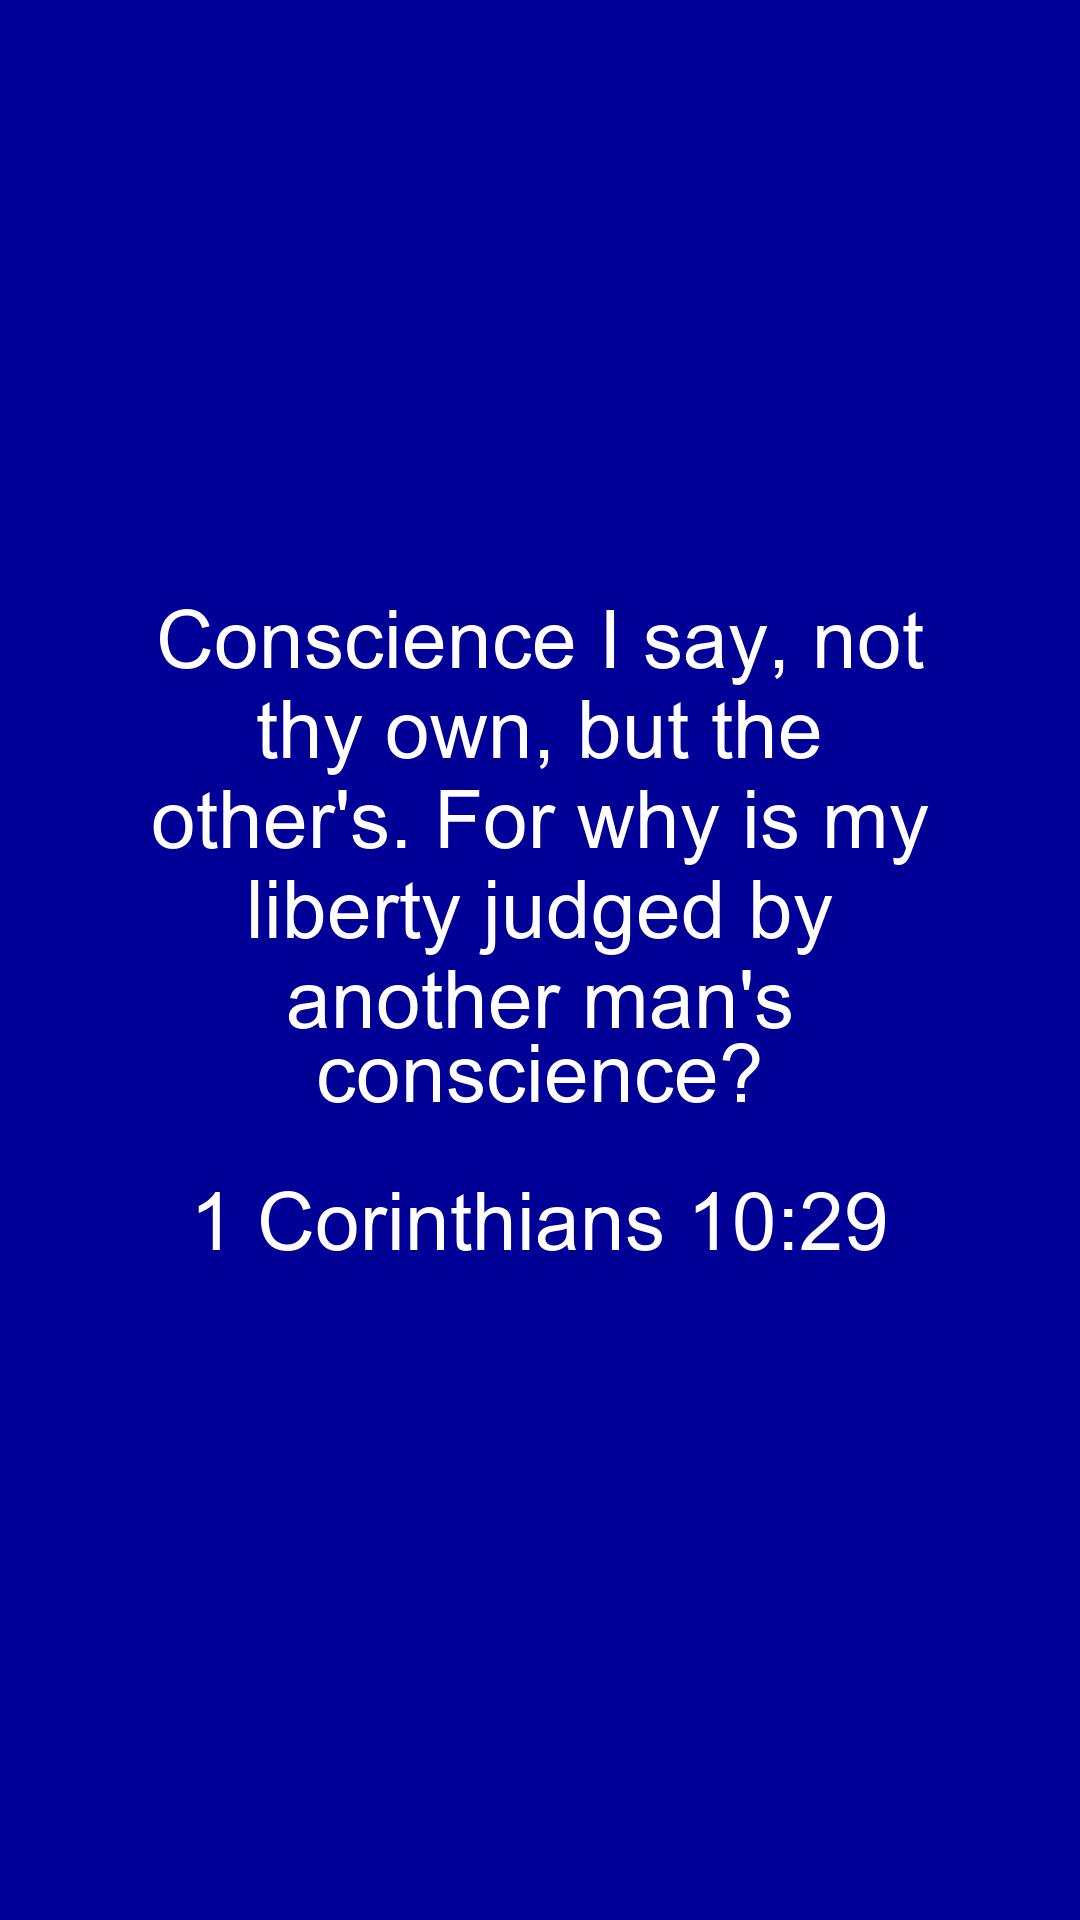 Conscience I say, not
thy own, but the
other's. For why is my
liberty judged by
another man's
conscience?
1 Corinthians 10:29